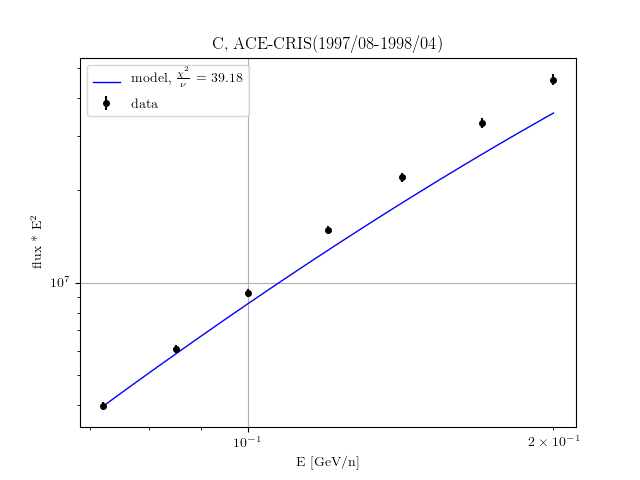 C, ACE-CRIS(1997/08-1998/04)
model, χ²/ν = 39.18
data
flux * E²
10⁷
10⁻¹
2 × 10⁻¹
E [GeV/n]